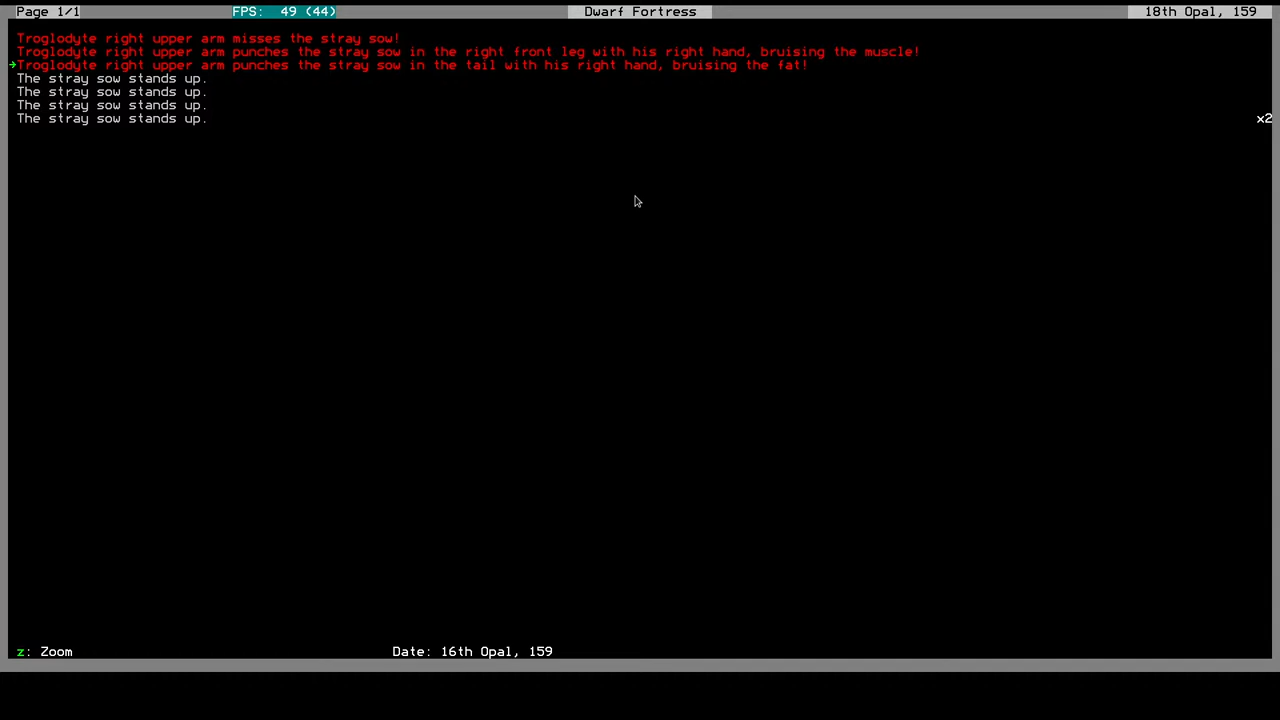 Page 1/1 FPS: 49 (44) Dwarf Fortress 18th Opal, 159
Troglodyte right upper arm misses the stray sow!
Troglodyte right upper arm punches the stray sow in the right front leg with his right hand, bruising the muscle!
→Troglodyte right upper arm punches the stray sow in the tail with his right hand, bruising the fat!
The stray sow stands up.
The stray sow stands up.
The stray sow stands up.
The stray sow stands up. x2
z: Zoom Date: 16th Opal, 159